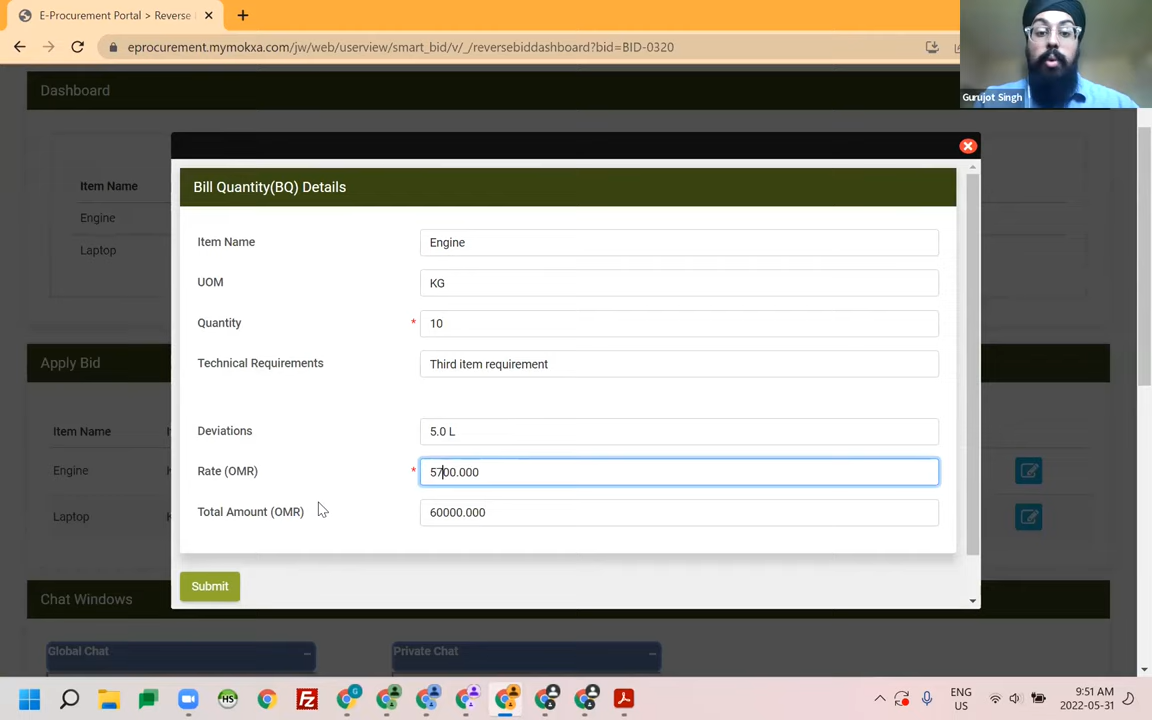 E-Procurement Portal > Reverse
eprocurement.mymokxa.com/jw/web/userview/smart_bid/v/_/reversebiddashboard?bid=BID-0320
Gurujot Singh
Dashboard
Item Name
Engine
Laptop
Bill Quantity(BQ) Details
Item Name
Engine
UOM
KG
Quantity
* 10
Technical Requirements
Third item requirement
Deviations
5.0 L
Rate (OMR)
* 5700.000
Total Amount (OMR)
60000.000
Submit
Apply Bid
Item Name
Engine
Laptop
Chat Windows
Global Chat
Private Chat
HS
Fz
G
ENG
US
9:51 AM
2022-05-31